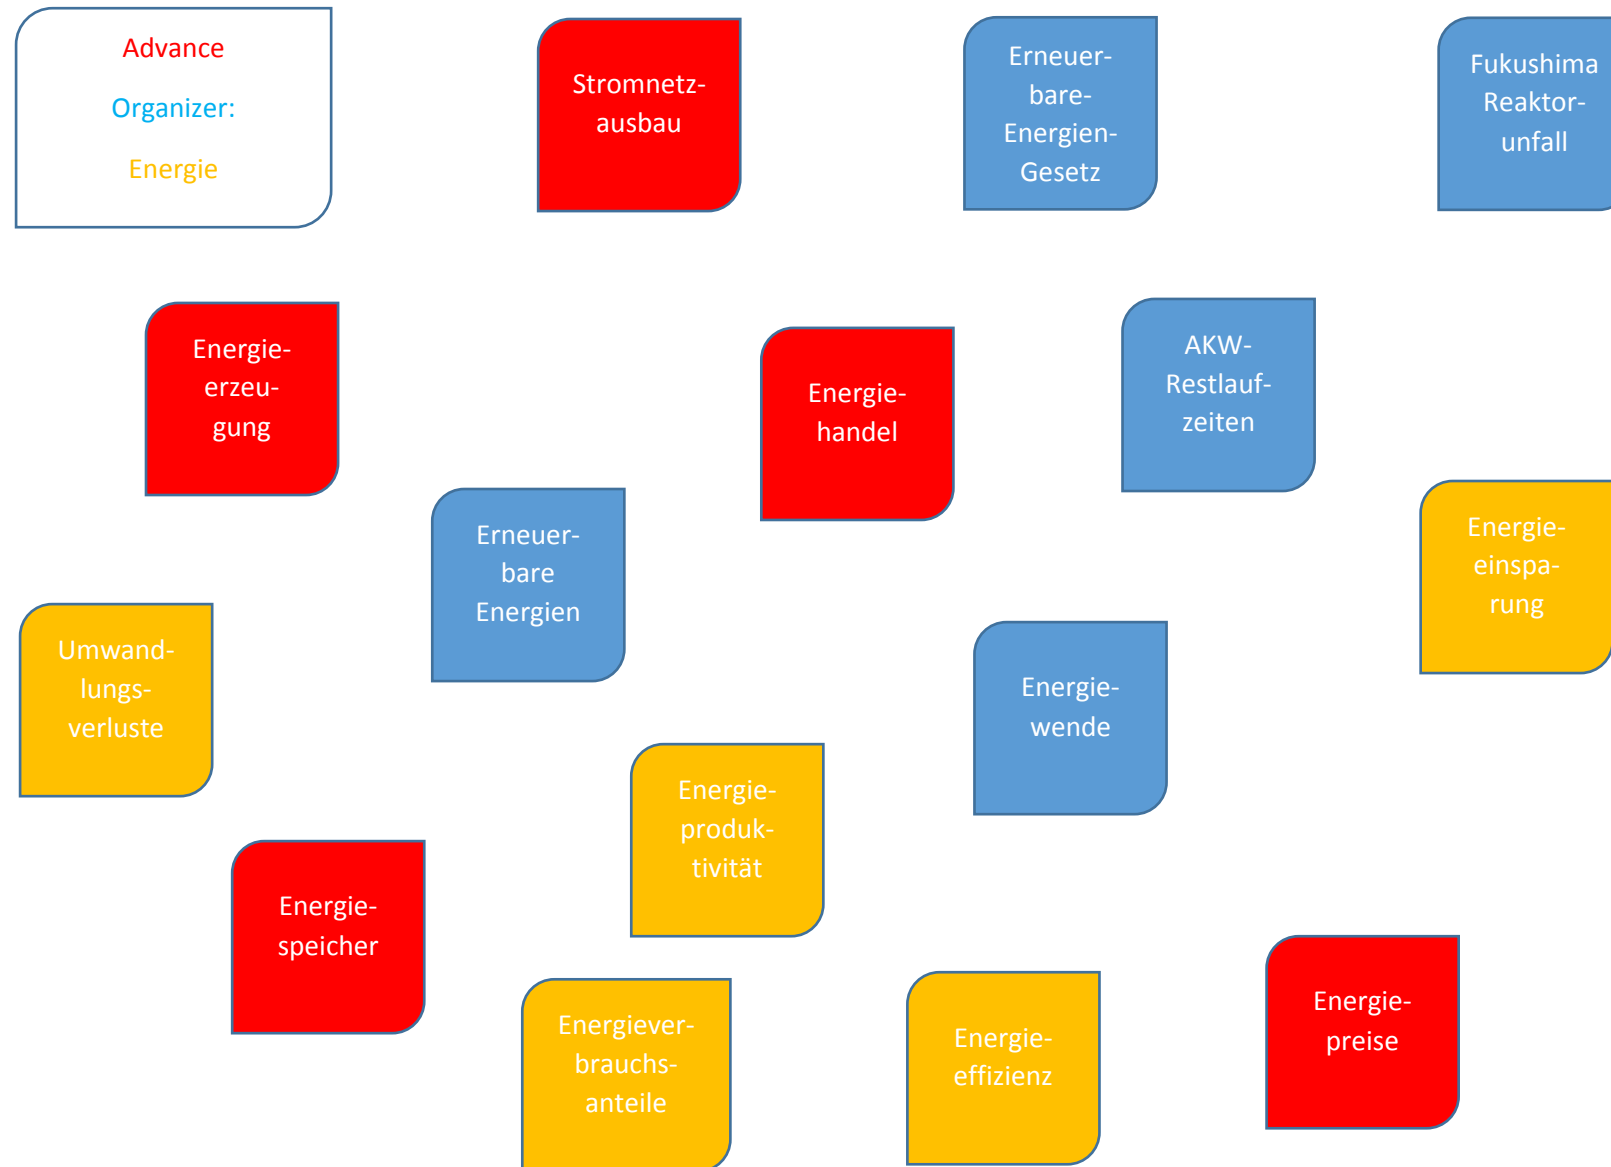 Advance
Organizer:
Energie
Stromnetz-
ausbau
Erneuer-
bare-
Energien-
Gesetz
Fukushima
Reaktor-
unfall
Energie-
erzeu-
gung
Energie-
handel
AKW-
Restlauf-
zeiten
Erneuer-
bare
Energien
Energie-
einspa-
rung
Umwand-
lungs-
verluste
Energie-
wende
Energie-
produk-
tivität
Energie-
speicher
Energiever-
brauchs-
anteile
Energie-
effizienz
Energie-
preise